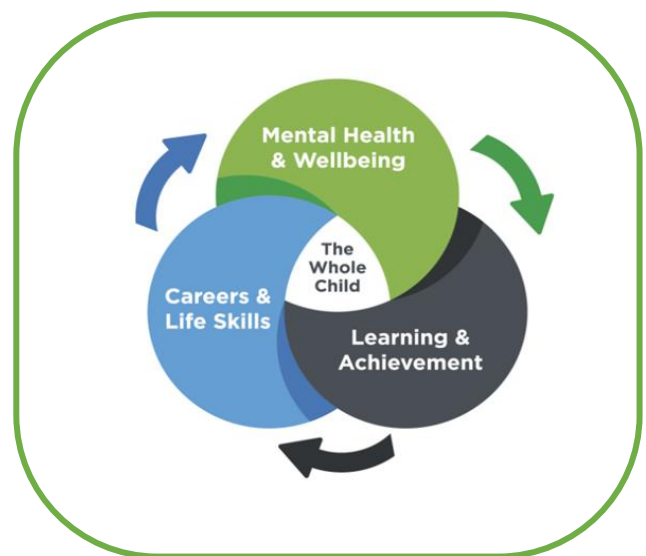 Mental Health
& Wellbeing
The
Whole
Child
Careers &
Life Skills
Learning &
Achievement